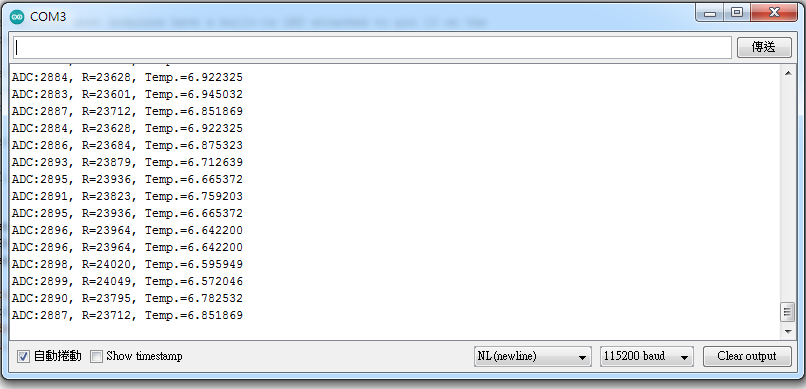 COM3
傳送
ADC:2884, R=23628, Temp.=6.922325
ADC:2883, R=23601, Temp.=6.945032
ADC:2887, R=23712, Temp.=6.851869
ADC:2884, R=23628, Temp.=6.922325
ADC:2886, R=23684, Temp.=6.875323
ADC:2893, R=23879, Temp.=6.712639
ADC:2895, R=23936, Temp.=6.665372
ADC:2891, R=23823, Temp.=6.759203
ADC:2895, R=23936, Temp.=6.665372
ADC:2896, R=23964, Temp.=6.642200
ADC:2896, R=23964, Temp.=6.642200
ADC:2898, R=24020, Temp.=6.595949
ADC:2899, R=24049, Temp.=6.572046
ADC:2890, R=23795, Temp.=6.782532
ADC:2887, R=23712, Temp.=6.851869
自動捲動 Show timestamp NL(newline) 115200 baud Clear output